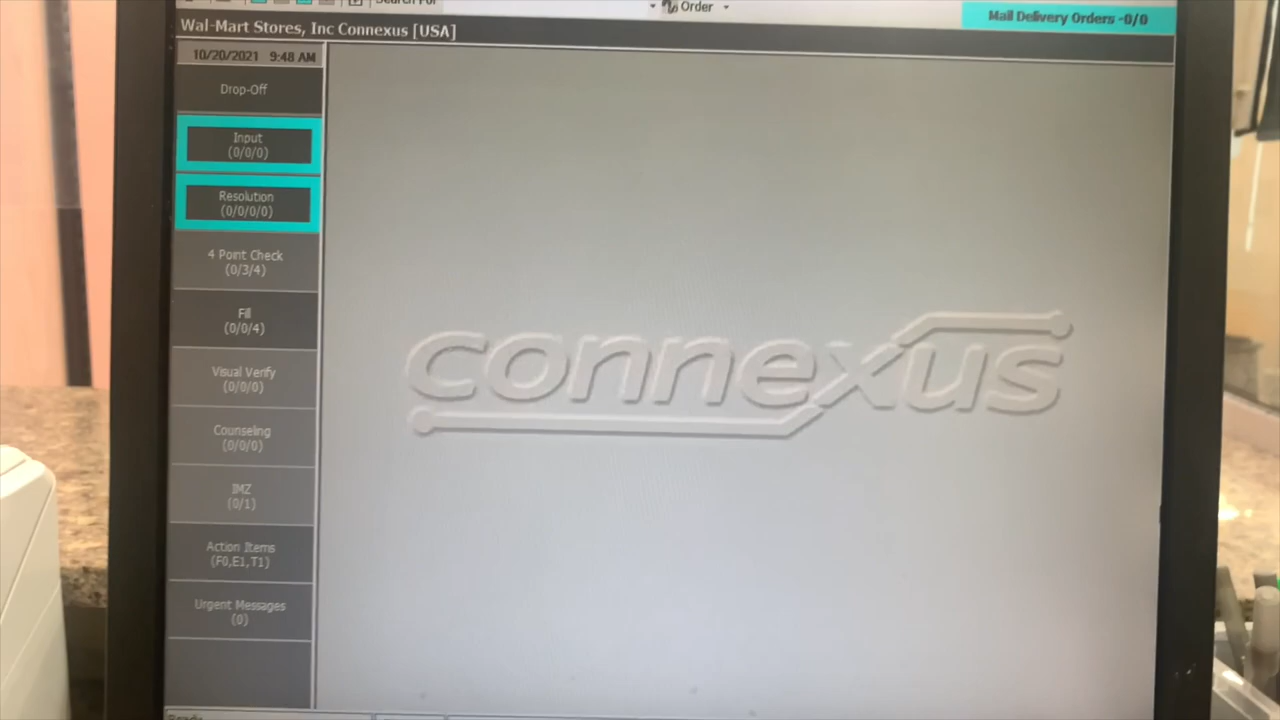 Search For
Order
Mail Delivery Orders -0/0
Wal-Mart Stores, Inc Connexus [USA]
10/20/2021 9:48 AM
Drop-Off
Input
(0/0/0)
Resolution
(0/0/0/0)
4 Point Check
(0/3/4)
Fill
(0/0/4)
Visual Verify
(0/0/0)
Counseling
(0/0/0)
IMZ
(0/1)
Action Items
(F0,E1,T1)
Urgent Messages
(0)
connexus
Ready